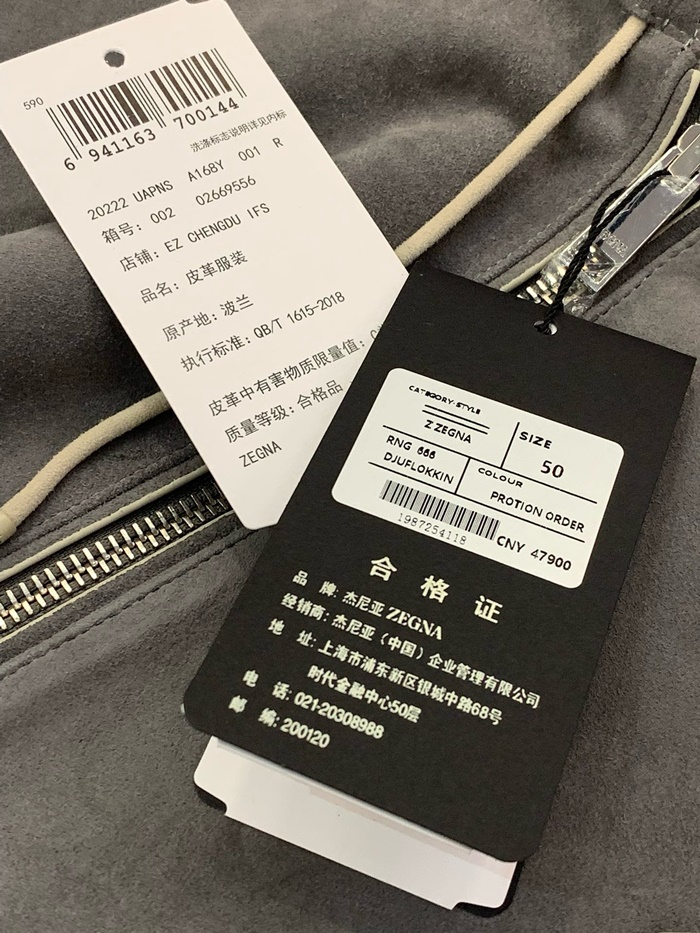 590
6 941163 700144
洗涤标志说明详见内标
20222 UAPNS A168Y 001 R
箱号: 002 02669556
店铺: EZ CHENGDU IFS
品名: 皮革服装
原产地: 波兰
执行标准: QB/T 1615-2018
皮革中有害物质限量值:
质量等级: 合格品
ZEGNA
CATEGORY·STYLE
Z ZEGNA
SIZE
50
RNG 666
DJUFLOKKIN
COLOUR
PROTION ORDER
1987254118
CNY 47900
合格证
品 牌: 杰尼亚 ZEGNA
经销商: 杰尼亚(中国)企业管理有限公司
地 址: 上海市浦东新区银城中路68号
时代金融中心50层
电 话: 021-20308988
邮 编: 200120